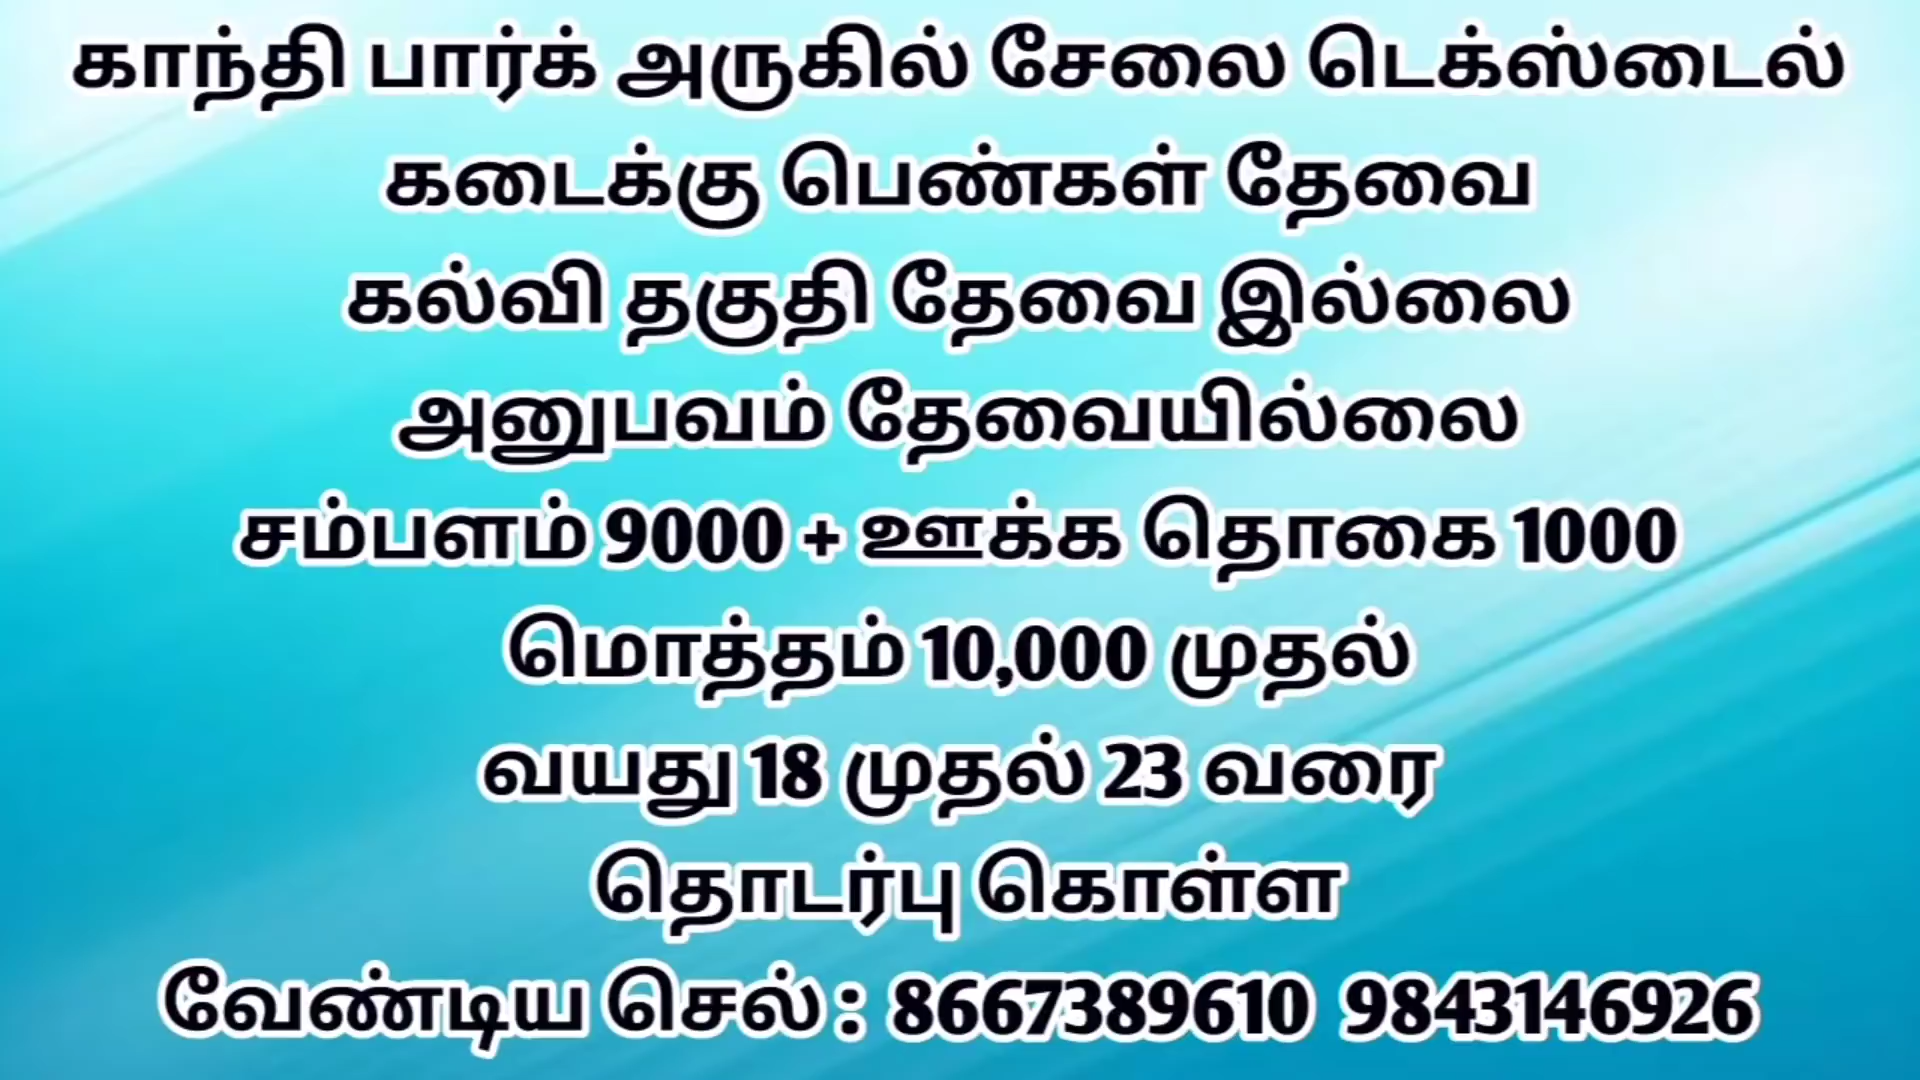 காந்தி பார்க் அருகில் சேலை டெக்ஸ்டைல்
கடைக்கு பெண்கள் தேவை
கல்வி தகுதி தேவை இல்லை
அனுபவம் தேவையில்லை
சம்பளம் 9000 + ஊக்க தொகை 1000
மொத்தம் 10,000 முதல்
வயது 18 முதல் 23 வரை
தொடர்பு கொள்ள
வேண்டிய செல் : 8667389610 9843146926